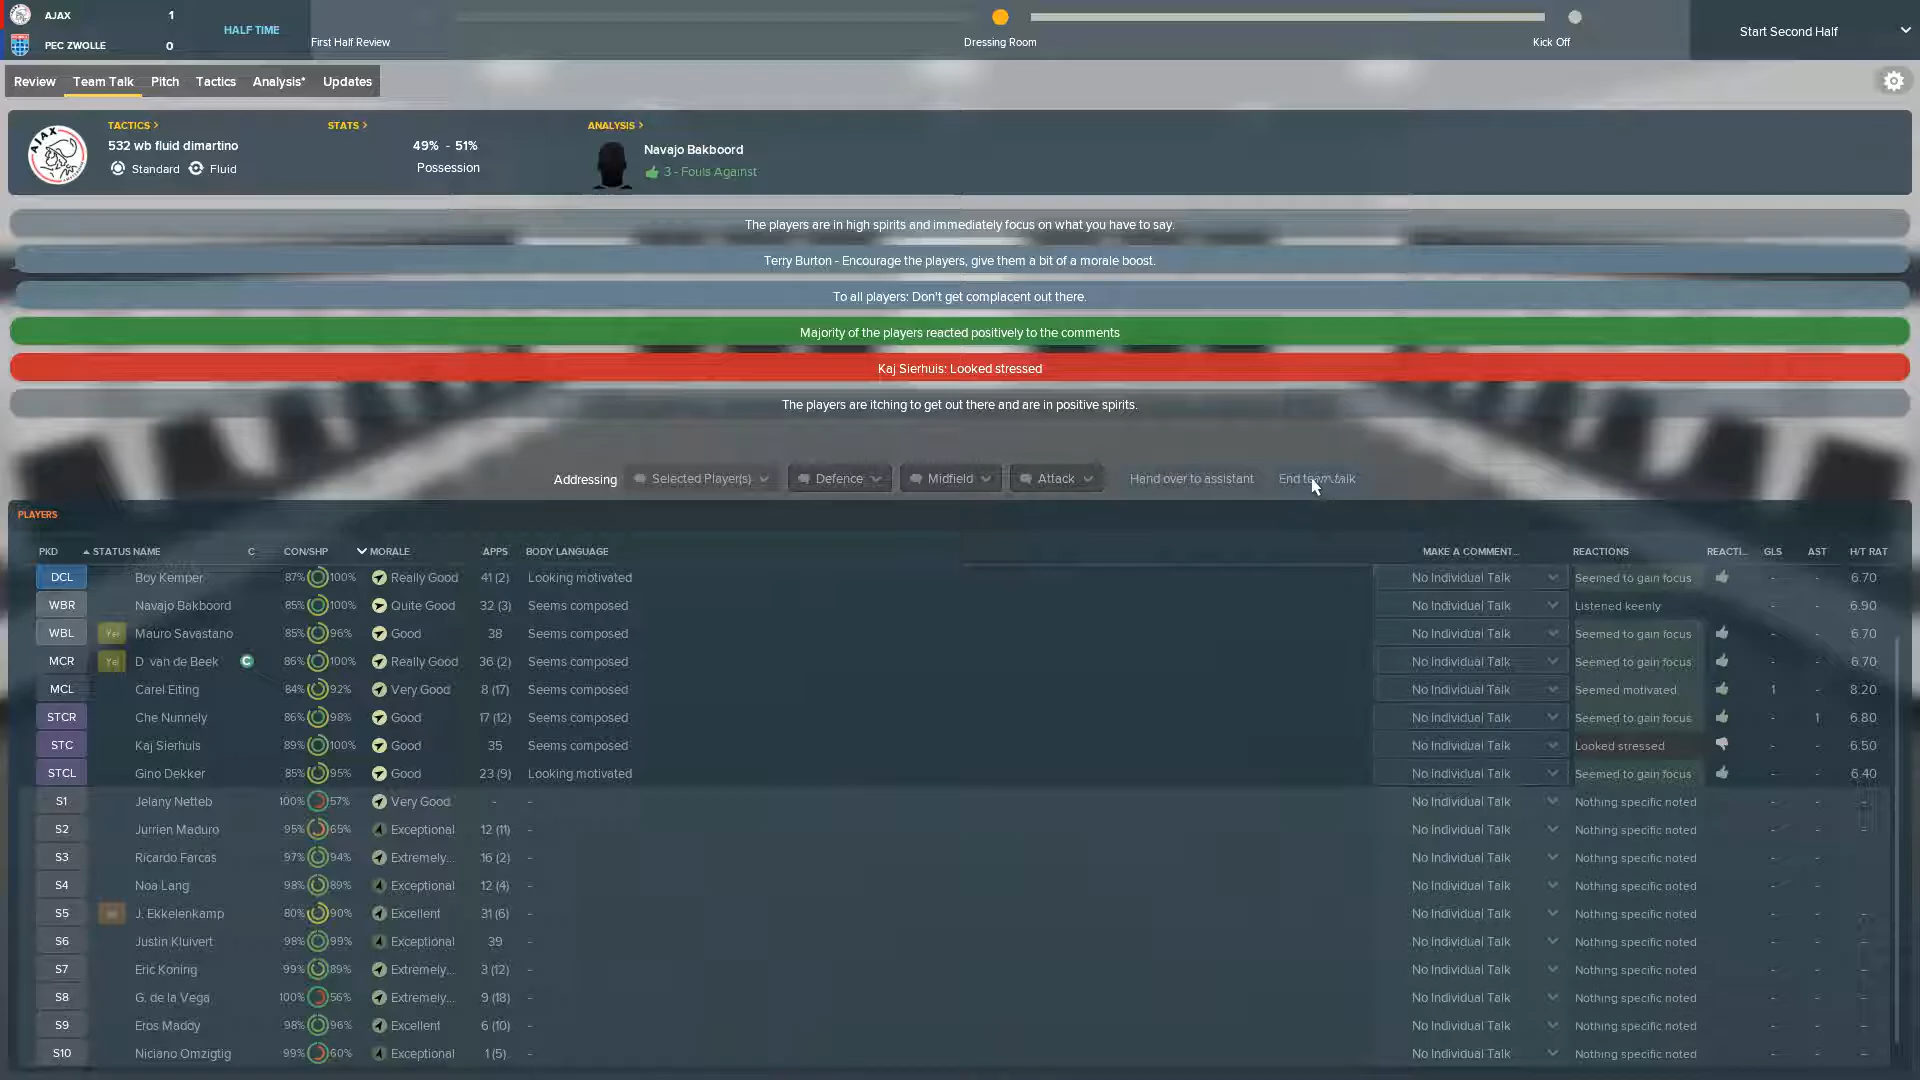 AJAX 1
PEC ZWOLLE 0
HALF TIME
First Half Review
Dressing Room
Kick Off
Start Second Half
Review Team Talk Pitch Tactics Analysis* Updates
TACTICS >
532 wb fluid dimartino
Standard Fluid
STATS >
49% - 51%
Possession
ANALYSIS >
Navajo Bakboord
3 - Fouls Against
AJAX
The players are in high spirits and immediately focus on what you have to say.
Terry Burton - Encourage the players, give them a bit of a morale boost.
To all players: Don't get complacent out there.
Majority of the players reacted positively to the comments
Kaj Sierhuis: Looked stressed
The players are itching to get out there and are in positive spirits.
Addressing Selected Player(s) Defence Midfield Attack Hand over to assistant End team talk
PLAYERS
PKD STATUS NAME C CON/SHP MORALE APPS BODY LANGUAGE MAKE A COMMENT... REACTIONS REACTI... GLS AST H/T RAT
DCL Boy Kemper 87% 100% Really Good 41 (2) Looking motivated No Individual Talk Seemed to gain focus - - 6.70
WBR Navajo Bakboord 85% 100% Quite Good 32 (3) Seems composed No Individual Talk Listened keenly - - 6.90
WBL Yel Mauro Savastano 85% 96% Good 38 Seems composed No Individual Talk Seemed to gain focus - - 6.70
MCR Yel D van de Beek C 86% 100% Really Good 36 (2) Seems composed No Individual Talk Seemed to gain focus - - 6.70
MCL Carel Eiting 84% 92% Very Good 8 (17) Seems composed No Individual Talk Seemed motivated 1 - 8.20
STCR Che Nunnely 86% 98% Good 17 (12) Seems composed No Individual Talk Seemed to gain focus - 1 6.80
STC Kaj Sierhuis 89% 100% Good 35 Seems composed No Individual Talk Looked stressed - - 6.50
STCL Gino Dekker 85% 95% Good 23 (9) Looking motivated No Individual Talk Seemed to gain focus - - 6.40
S1 Jelany Netteb 100% 57% Very Good - - No Individual Talk Nothing specific noted - - -
S2 Jurrien Maduro 95% 65% Exceptional 12 (11) - No Individual Talk Nothing specific noted - - -
S3 Ricardo Farcas 97% 94% Extremely... 16 (2) - No Individual Talk Nothing specific noted - - -
S4 Noa Lang 98% 89% Exceptional 12 (4) - No Individual Talk Nothing specific noted - - -
S5 J. Ekkelenkamp 80% 90% Excellent 31 (6) - No Individual Talk Nothing specific noted - - -
S6 Justin Kluivert 98% 99% Exceptional 39 - No Individual Talk Nothing specific noted - - -
S7 Eric Koning 99% 89% Extremely... 3 (12) - No Individual Talk Nothing specific noted - - -
S8 G. de la Vega 100% 56% Extremely... 9 (18) - No Individual Talk Nothing specific noted - - -
S9 Eros Maddy 98% 96% Excellent 6 (10) - No Individual Talk Nothing specific noted - - -
S10 Niciano Omzigtig 99% 60% Exceptional 1 (5) - No Individual Talk Nothing specific noted - - -